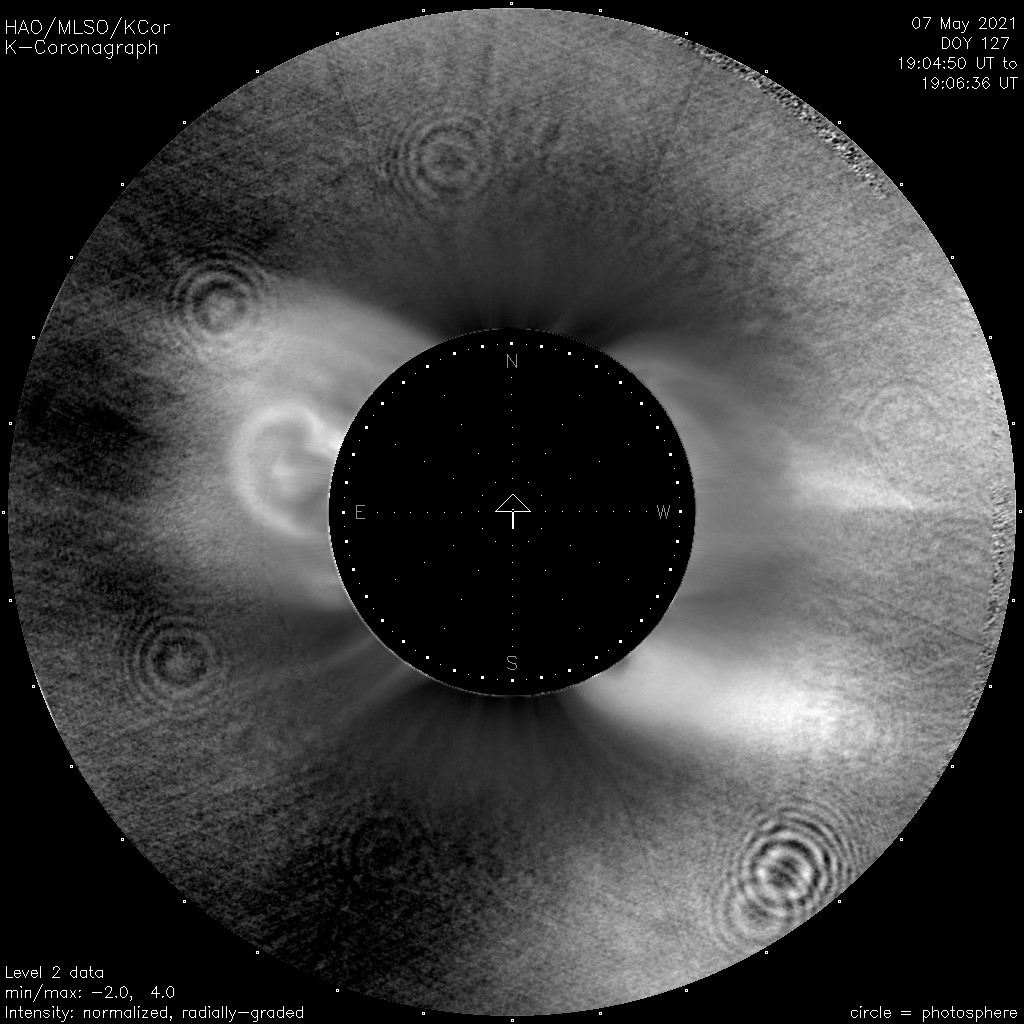 HAO/MLSO/KCor
K-Coronagraph
07 May 2021
DOY 127
19:04:50 UT to
19:06:36 UT
N
E
W
S
Level 2 data
min/max: -2.0, 4.0
Intensity: normalized, radially-graded
circle = photosphere